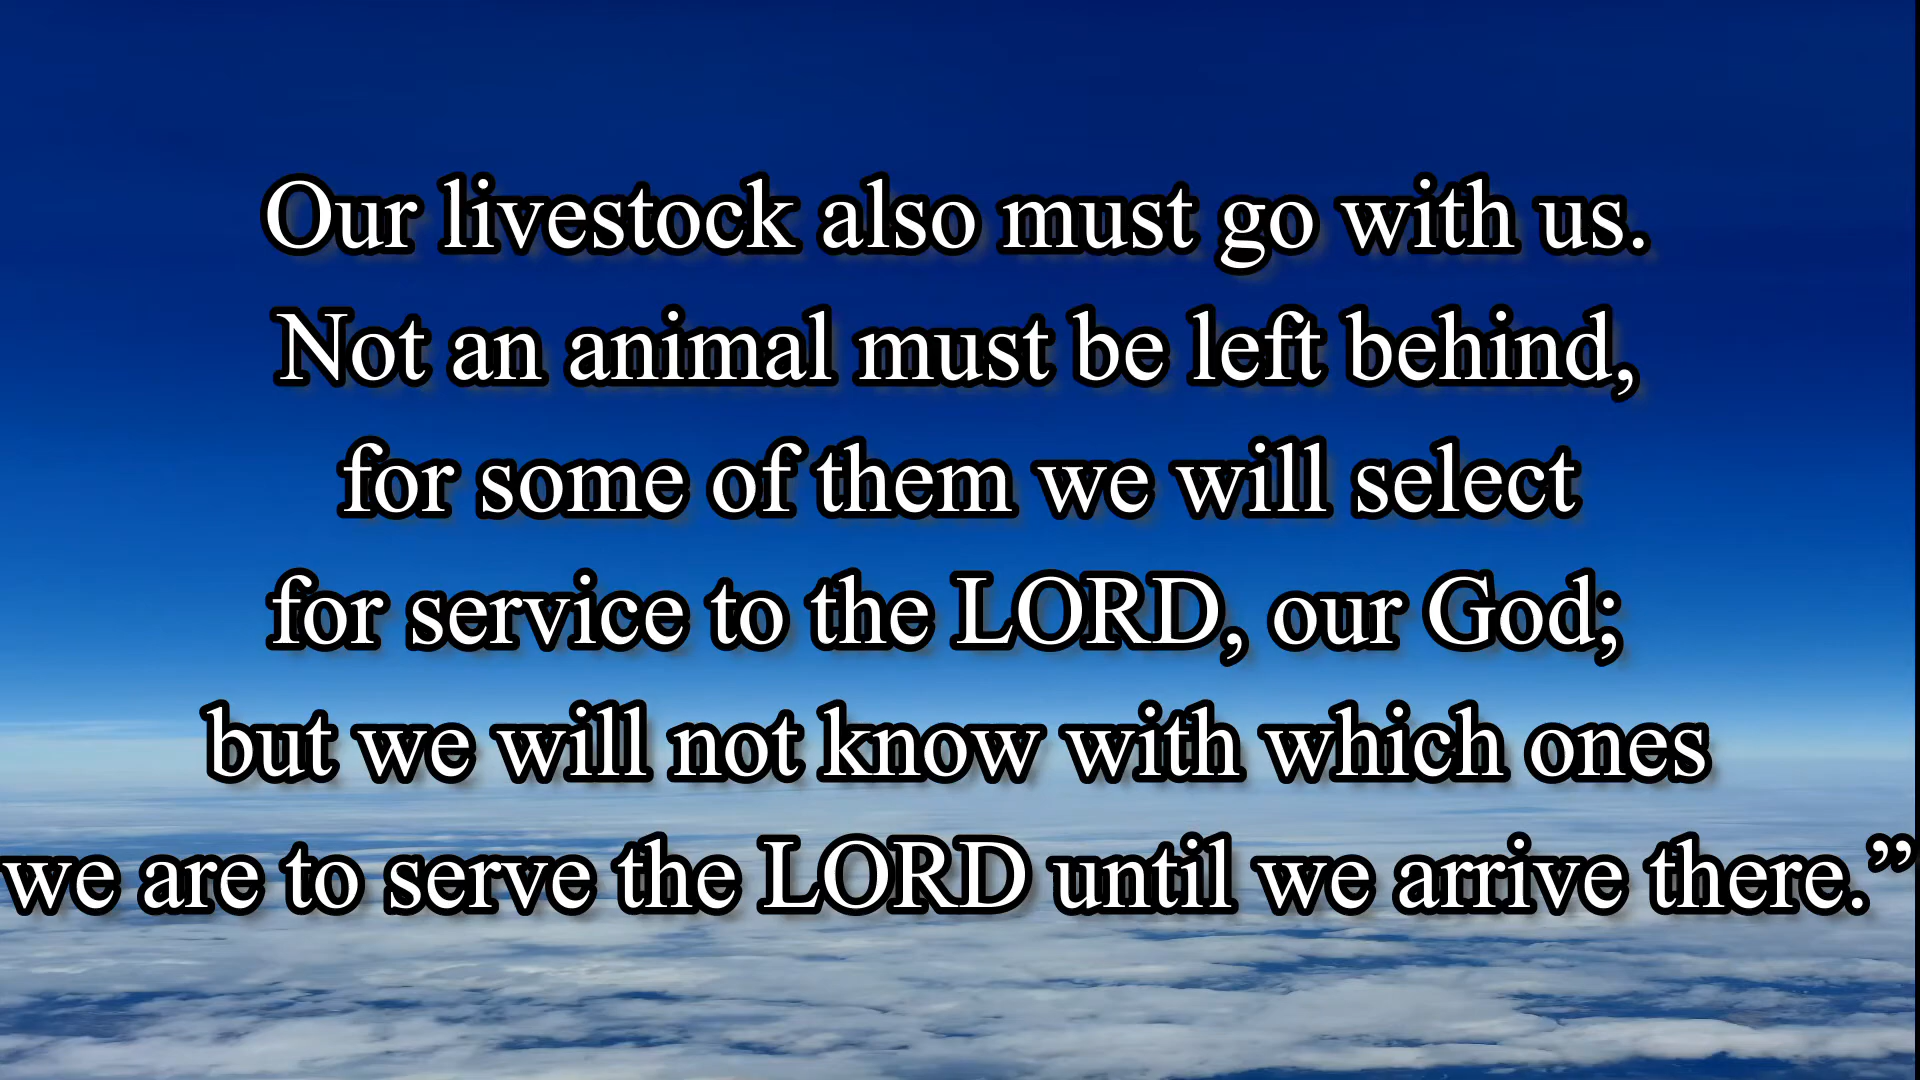 Our livestock also must go with us.
Not an animal must be left behind,
for some of them we will select
for service to the LORD, our God;
but we will not know with which ones
we are to serve the LORD until we arrive there.”